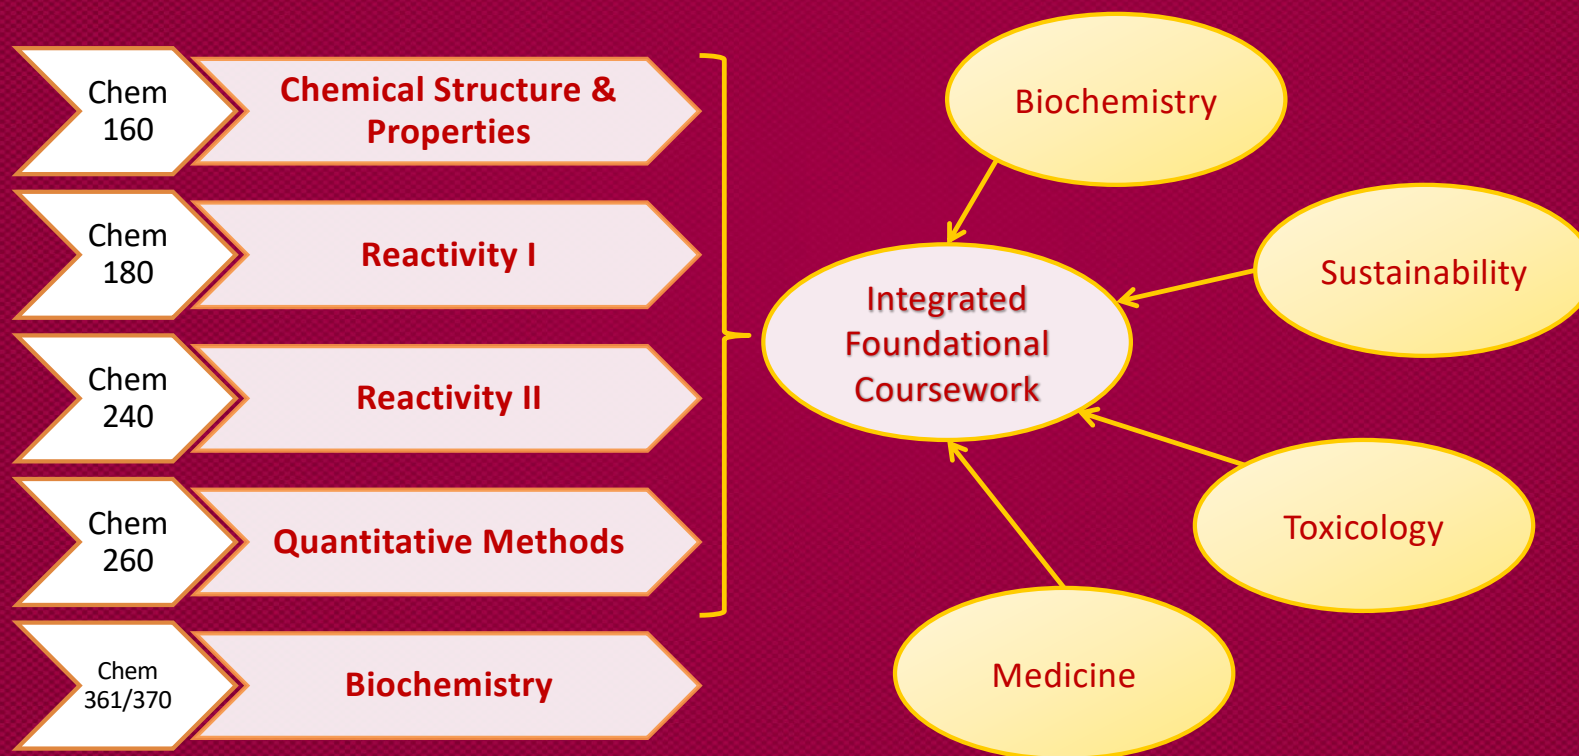 Chem
160
Chemical Structure &
Properties
Chem
180
Reactivity I
Chem
240
Reactivity II
Chem
260
Quantitative Methods
Chem
361/370
Biochemistry
Biochemistry
Sustainability
Integrated
Foundational
Coursework
Toxicology
Medicine